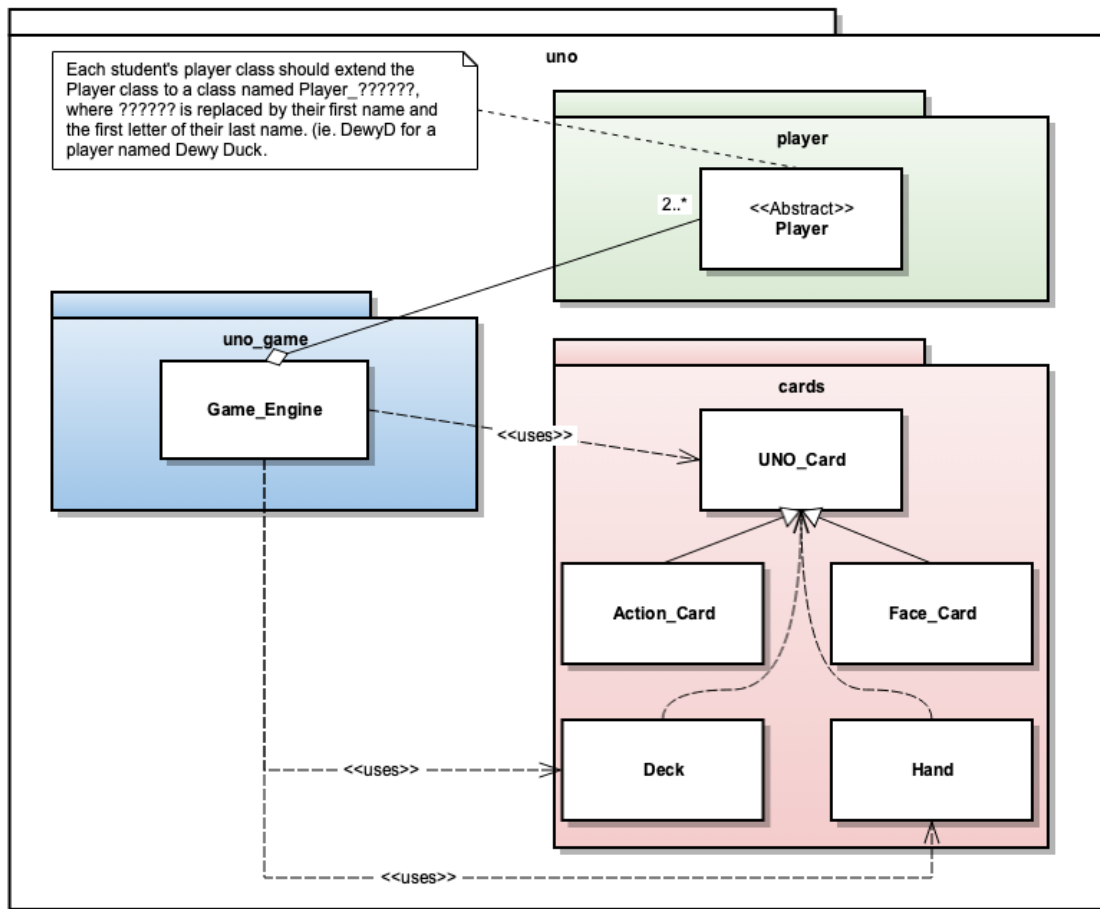 uno
Each student's player class should extend the
Player class to a class named Player_??????,
where ?????? is replaced by their first name and
the first letter of their last name. (ie. DewyD for a
player named Dewy Duck.
player
2..*
<<Abstract>>
Player
uno_game
Game_Engine
cards
<<uses>>
UNO_Card
Action_Card
Face_Card
<<uses>>
Deck
Hand
<<uses>>